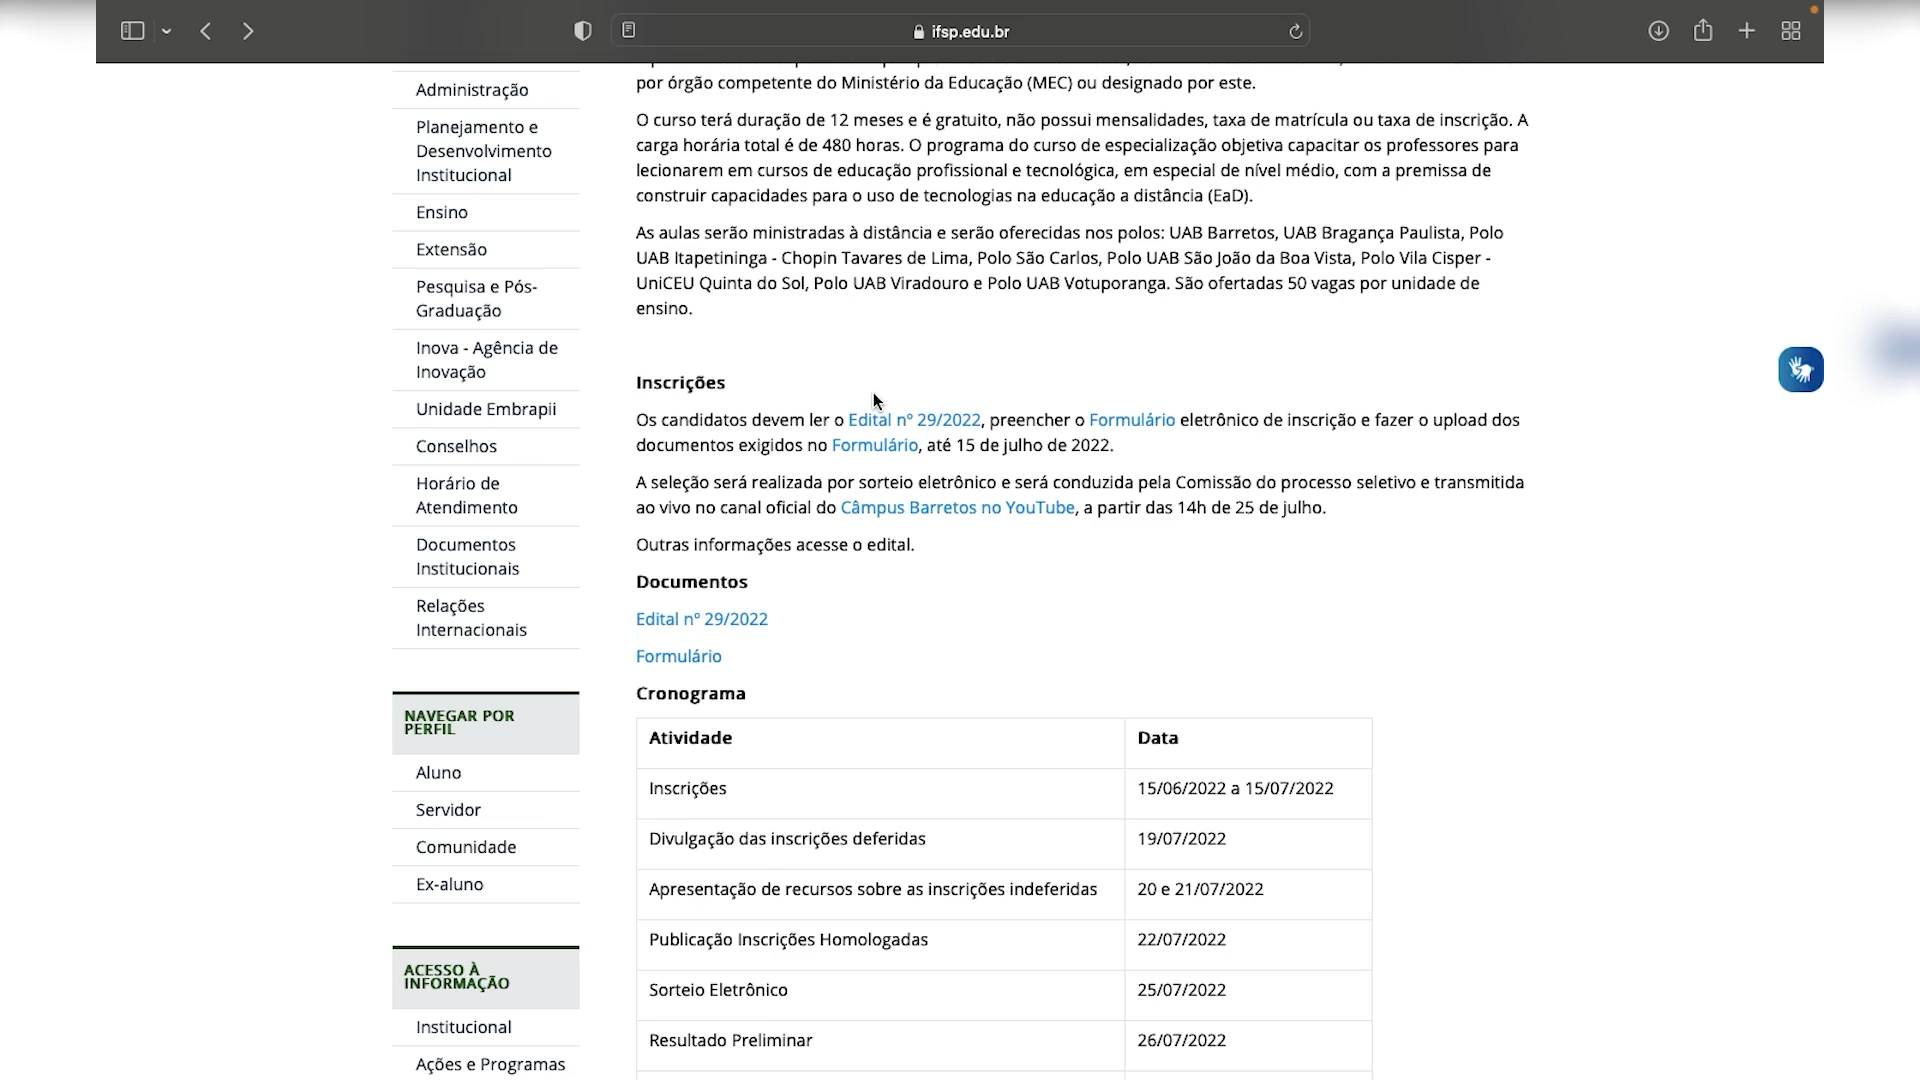 ifsp.edu.br
Administração
Planejamento e
Desenvolvimento
Institucional
Ensino
Extensão
Pesquisa e Pós-
Graduação
Inova - Agência de
Inovação
Unidade Embrapii
Conselhos
Horário de
Atendimento
Documentos
Institucionais
Relações
Internacionais
NAVEGAR POR
PERFIL
Aluno
Servidor
Comunidade
Ex-aluno
ACESSO À
INFORMAÇÃO
Institucional
Ações e Programas
por órgão competente do Ministério da Educação (MEC) ou designado por este.
O curso terá duração de 12 meses e é gratuito, não possui mensalidades, taxa de matrícula ou taxa de inscrição. A
carga horária total é de 480 horas. O programa do curso de especialização objetiva capacitar os professores para
lecionarem em cursos de educação profissional e tecnológica, em especial de nível médio, com a premissa de
construir capacidades para o uso de tecnologias na educação a distância (EaD).
As aulas serão ministradas à distância e serão oferecidas nos polos: UAB Barretos, UAB Bragança Paulista, Polo
UAB Itapetininga - Chopin Tavares de Lima, Polo São Carlos, Polo UAB São João da Boa Vista, Polo Vila Cisper -
UniCEU Quinta do Sol, Polo UAB Viradouro e Polo UAB Votuporanga. São ofertadas 50 vagas por unidade de
ensino.
Inscrições
Os candidatos devem ler o Edital nº 29/2022, preencher o Formulário eletrônico de inscrição e fazer o upload dos
documentos exigidos no Formulário, até 15 de julho de 2022.
A seleção será realizada por sorteio eletrônico e será conduzida pela Comissão do processo seletivo e transmitida
ao vivo no canal oficial do Câmpus Barretos no YouTube, a partir das 14h de 25 de julho.
Outras informações acesse o edital.
Documentos
Edital nº 29/2022
Formulário
Cronograma
Atividade Data
Inscrições 15/06/2022 a 15/07/2022
Divulgação das inscrições deferidas 19/07/2022
Apresentação de recursos sobre as inscrições indeferidas 20 e 21/07/2022
Publicação Inscrições Homologadas 22/07/2022
Sorteio Eletrônico 25/07/2022
Resultado Preliminar 26/07/2022